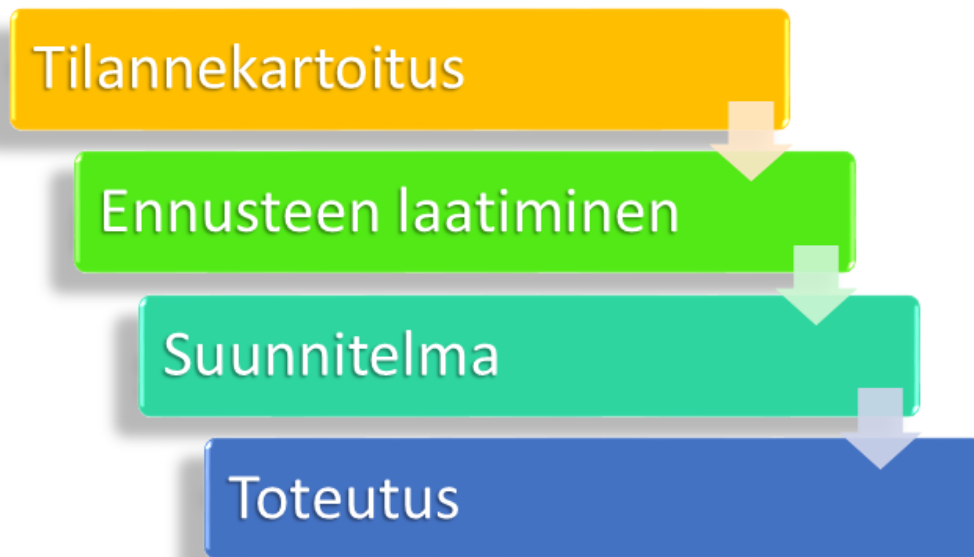 Tilannekartoitus
Ennusteen laatiminen
Suunnitelma
Toteutus